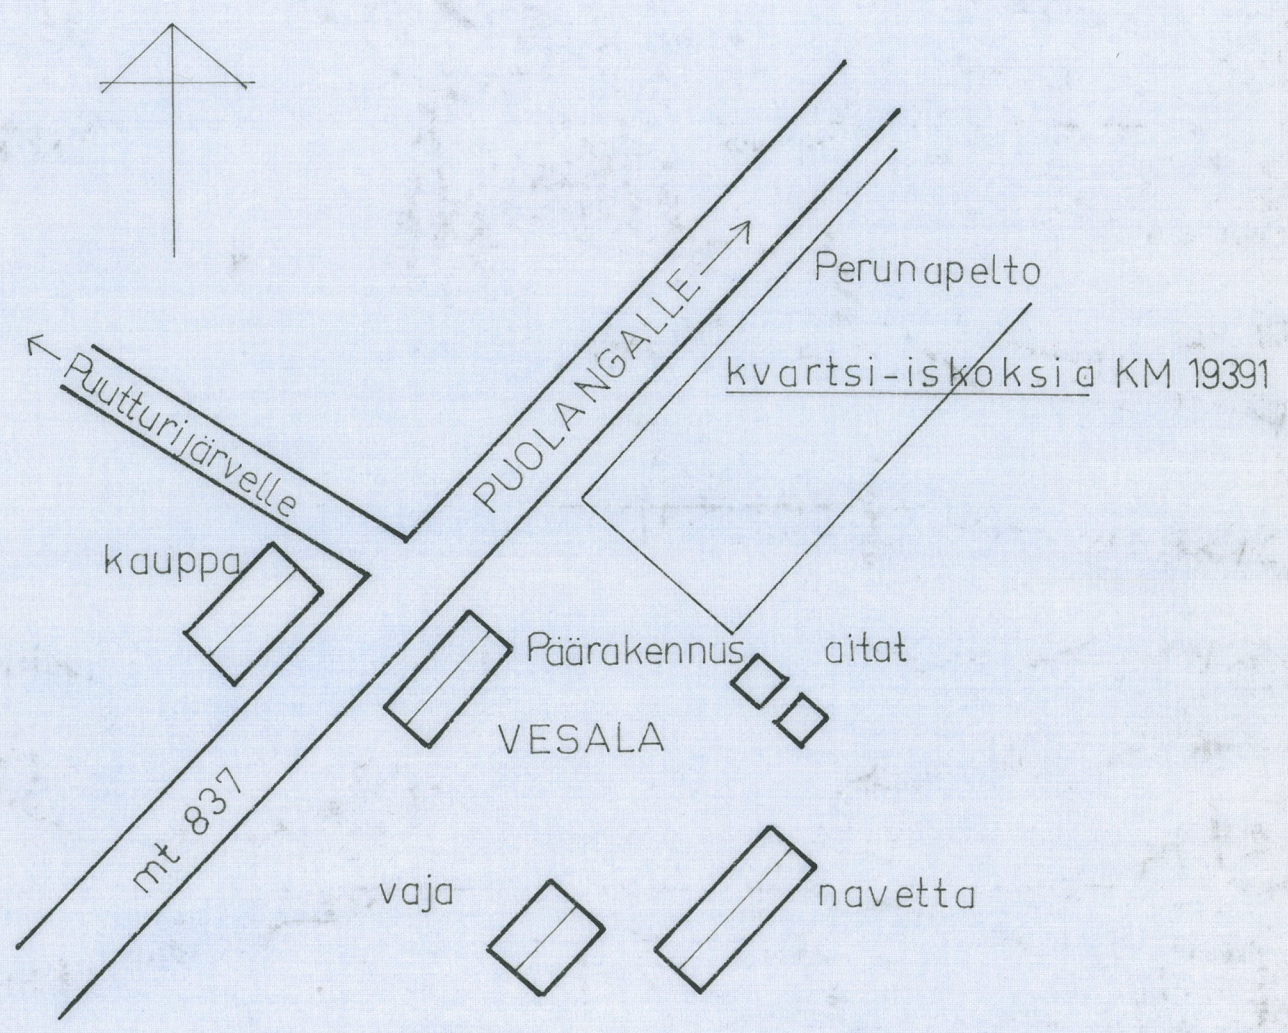 Perunapelto
PUOLANGALLE
kvartsi-iskoksia KM 19391
Puutturijärvelle
kauppa
Päärakennus
aitat
VESALA
mt 837
vaja
navetta